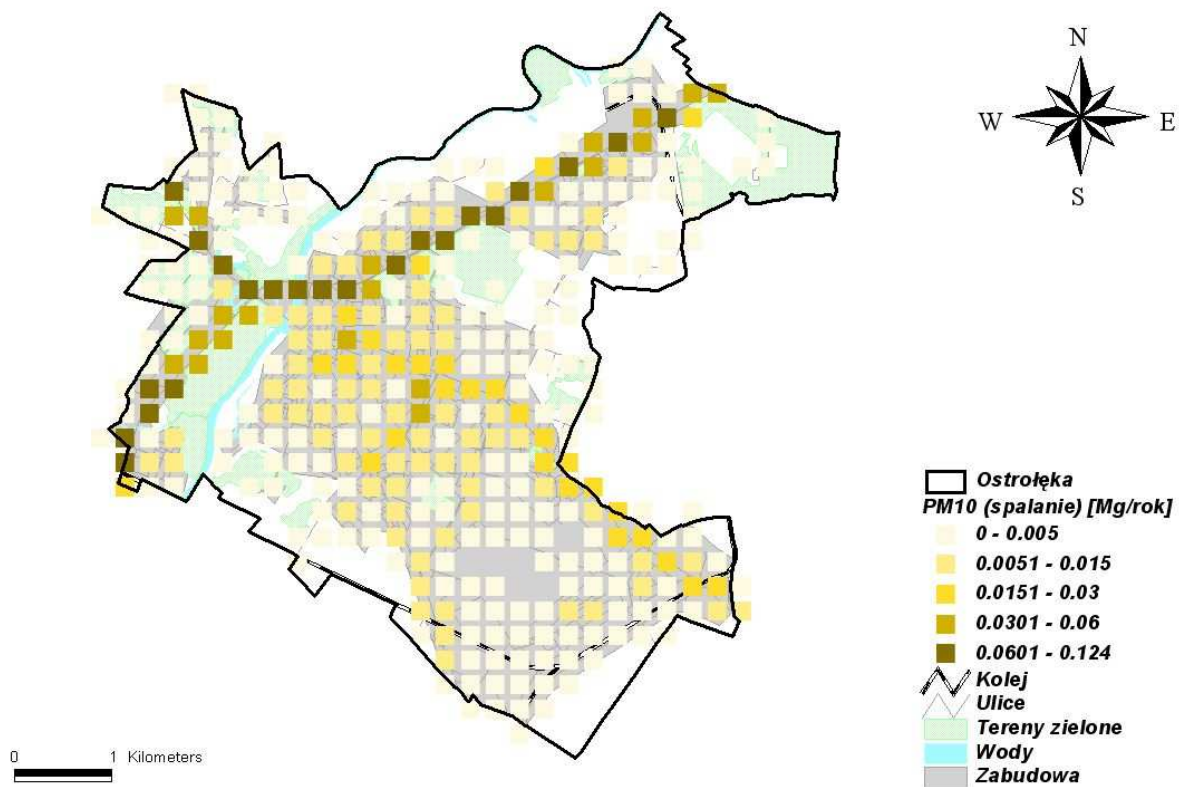 N
W E
S
Ostrołęka
PM10 (spalanie) [Mg/rok]
0 - 0.005
0.0051 - 0.015
0.0151 - 0.03
0.0301 - 0.06
0.0601 - 0.124
Kolej
Ulice
Tereny zielone
Wody
Zabudowa
0 1 Kilometers